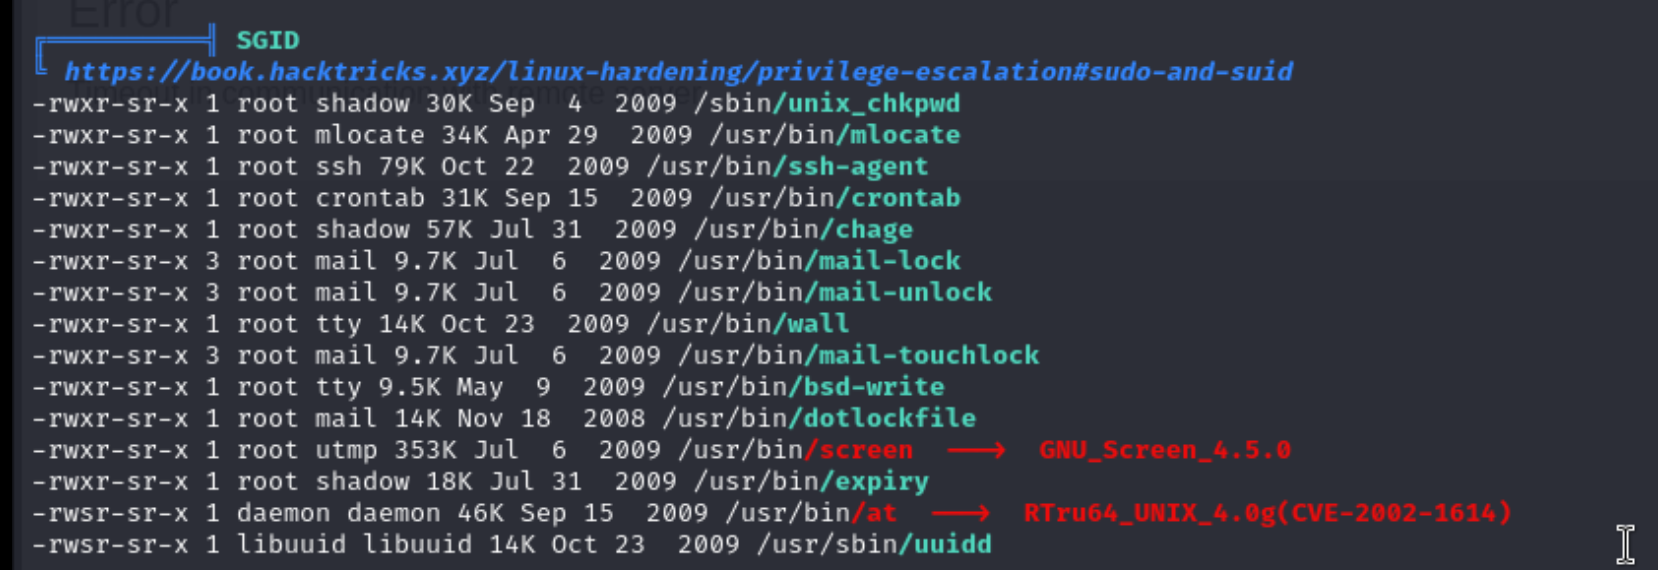 Error
SGID
https://book.hacktricks.xyz/linux-hardening/privilege-escalation#sudo-and-suid
Timeout in communication with remote server
-rwxr-sr-x 1 root shadow 30K Sep  4  2009 /sbin/unix_chkpwd
-rwxr-sr-x 1 root mlocate 34K Apr 29  2009 /usr/bin/mlocate
-rwxr-sr-x 1 root ssh 79K Oct 22  2009 /usr/bin/ssh-agent
-rwxr-sr-x 1 root crontab 31K Sep 15  2009 /usr/bin/crontab
-rwxr-sr-x 1 root shadow 57K Jul 31  2009 /usr/bin/chage
-rwxr-sr-x 3 root mail 9.7K Jul  6  2009 /usr/bin/mail-lock
-rwxr-sr-x 3 root mail 9.7K Jul  6  2009 /usr/bin/mail-unlock
-rwxr-sr-x 1 root tty 14K Oct 23  2009 /usr/bin/wall
-rwxr-sr-x 3 root mail 9.7K Jul  6  2009 /usr/bin/mail-touchlock
-rwxr-sr-x 1 root tty 9.5K May  9  2009 /usr/bin/bsd-write
-rwxr-sr-x 1 root mail 14K Nov 18  2008 /usr/bin/dotlockfile
-rwxr-sr-x 1 root utmp 353K Jul  6  2009 /usr/bin/screen  --->  GNU_Screen_4.5.0
-rwxr-sr-x 1 root shadow 18K Jul 31  2009 /usr/bin/expiry
-rwsr-sr-x 1 daemon daemon 46K Sep 15  2009 /usr/bin/at  --->  RTru64_UNIX_4.0g(CVE-2002-1614)
-rwsr-sr-x 1 libuuid libuuid 14K Oct 23  2009 /usr/sbin/uuidd